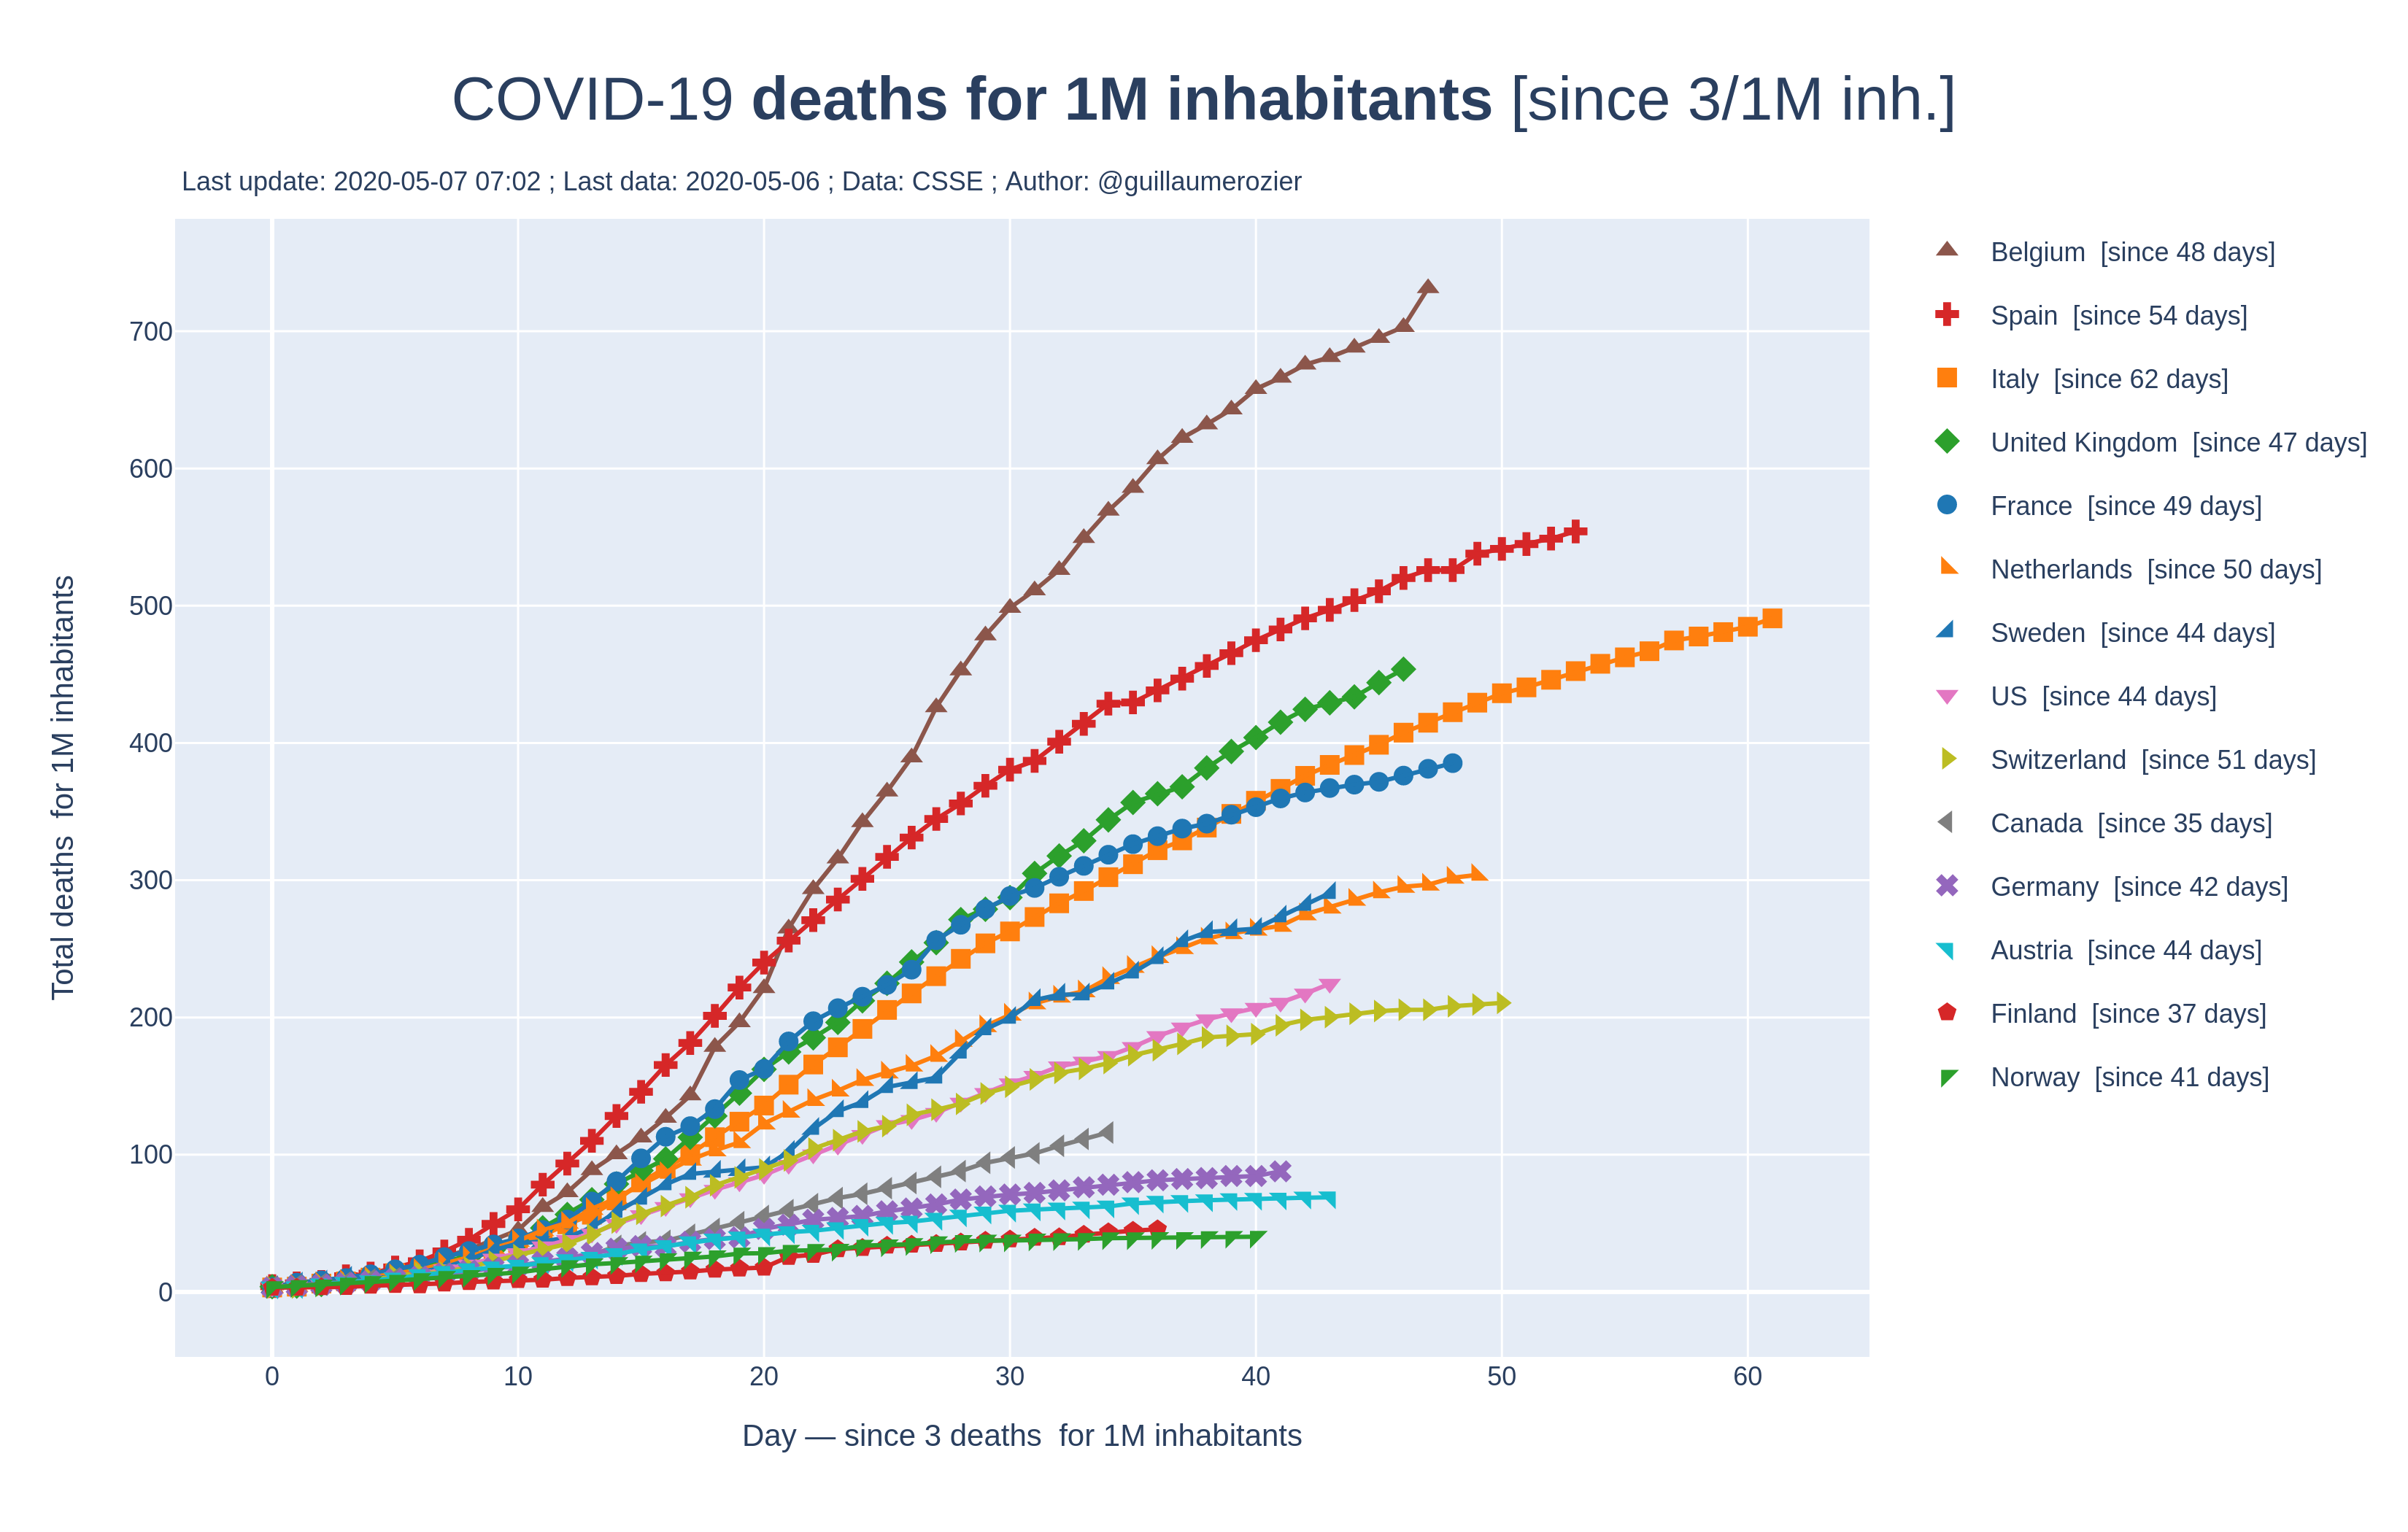 COVID-19 deaths for 1M inhabitants [since 3/1M inh.]
Last update: 2020-05-07 07:02 ; Last data: 2020-05-06 ; Data: CSSE ; Author: @guillaumerozier
Total deaths for 1M inhabitants
700
600
500
400
300
200
100
0
0 10 20 30 40 50 60
Day — since 3 deaths for 1M inhabitants
Belgium [since 48 days]
Spain [since 54 days]
Italy [since 62 days]
United Kingdom [since 47 days]
France [since 49 days]
Netherlands [since 50 days]
Sweden [since 44 days]
US [since 44 days]
Switzerland [since 51 days]
Canada [since 35 days]
Germany [since 42 days]
Austria [since 44 days]
Finland [since 37 days]
Norway [since 41 days]